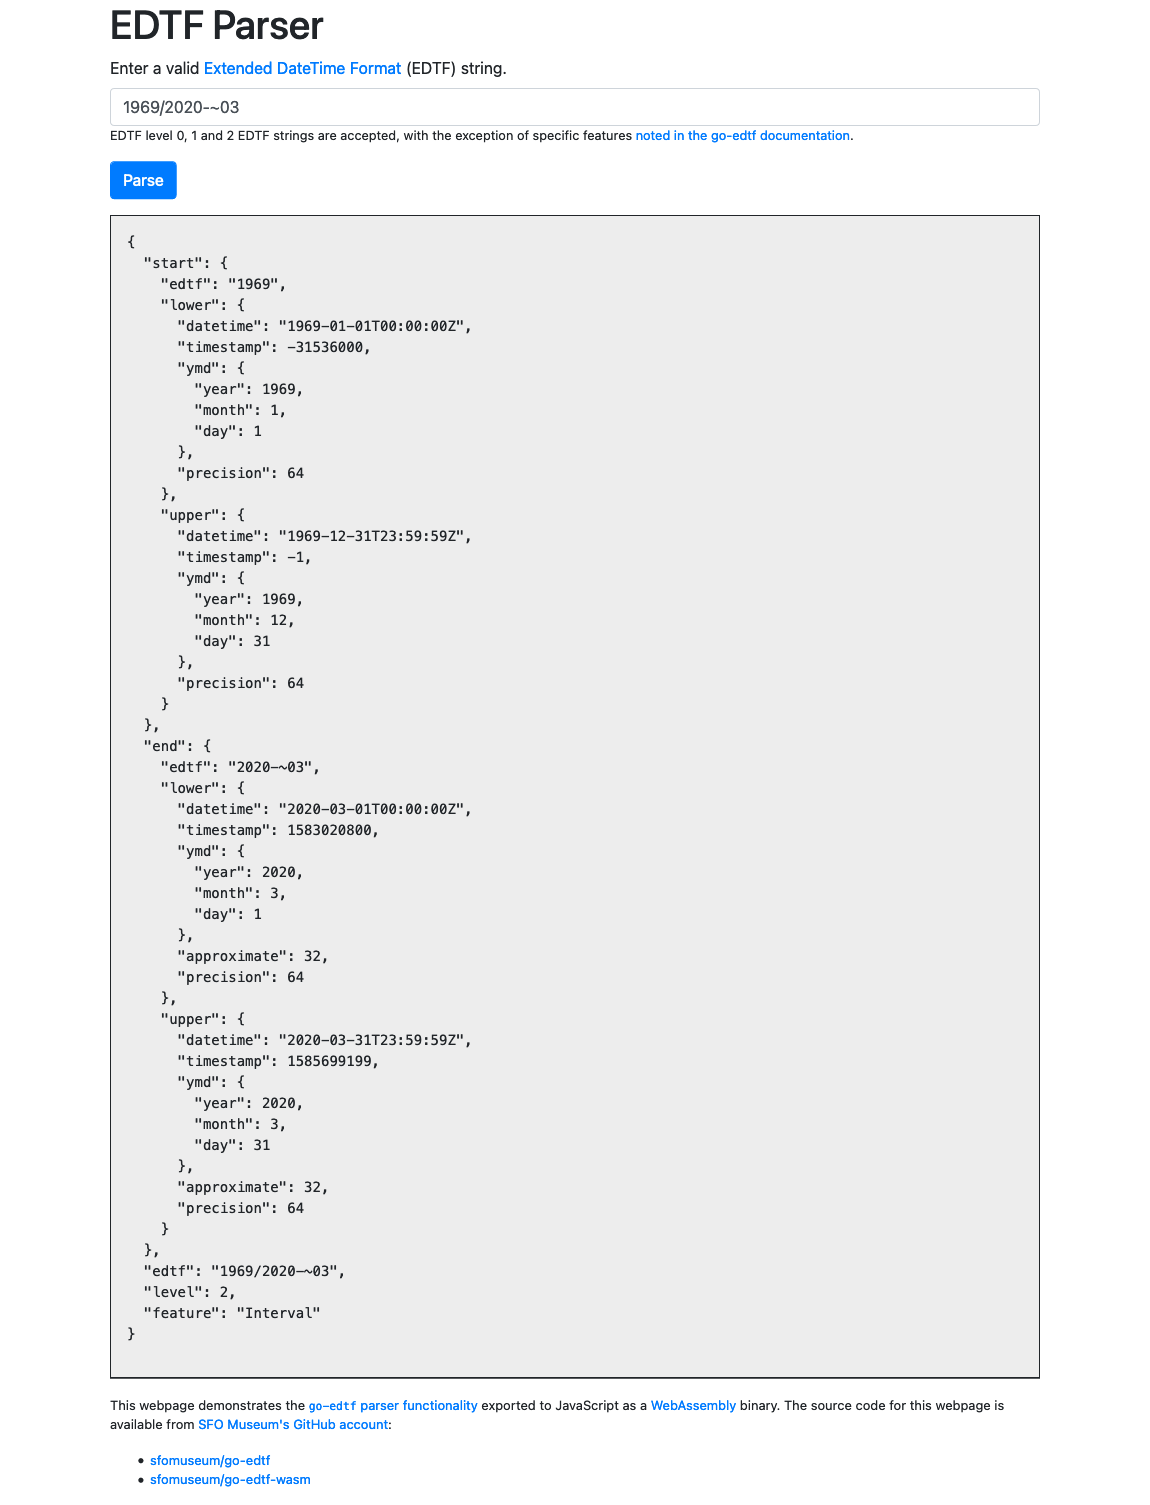 EDTF Parser
Enter a valid Extended DateTime Format (EDTF) string.
1969/2020-~03
EDTF level 0, 1 and 2 EDTF strings are accepted, with the exception of specific features noted in the go-edtf documentation.
Parse
{
  "start": {
    "edtf": "1969",
    "lower": {
      "datetime": "1969-01-01T00:00:00Z",
      "timestamp": -31536000,
      "ymd": {
        "year": 1969,
        "month": 1,
        "day": 1
      },
      "precision": 64
    },
    "upper": {
      "datetime": "1969-12-31T23:59:59Z",
      "timestamp": -1,
      "ymd": {
        "year": 1969,
        "month": 12,
        "day": 31
      },
      "precision": 64
    }
  },
  "end": {
    "edtf": "2020-~03",
    "lower": {
      "datetime": "2020-03-01T00:00:00Z",
      "timestamp": 1583020800,
      "ymd": {
        "year": 2020,
        "month": 3,
        "day": 1
      },
      "approximate": 32,
      "precision": 64
    },
    "upper": {
      "datetime": "2020-03-31T23:59:59Z",
      "timestamp": 1585699199,
      "ymd": {
        "year": 2020,
        "month": 3,
        "day": 31
      },
      "approximate": 32,
      "precision": 64
    }
  },
  "edtf": "1969/2020-~03",
  "level": 2,
  "feature": "Interval"
}
This webpage demonstrates the go-edtf parser functionality exported to JavaScript as a WebAssembly binary. The source code for this webpage is
available from SFO Museum's GitHub account:
• sfomuseum/go-edtf
• sfomuseum/go-edtf-wasm